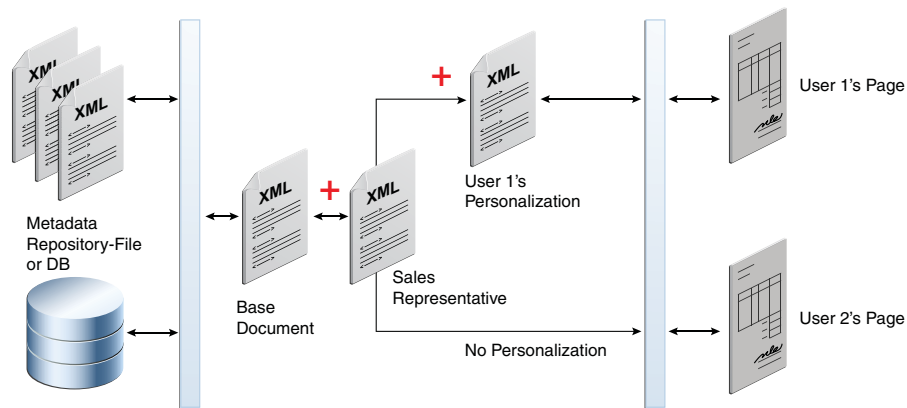 XML
XML
XML
Metadata
Repository-File
or DB
XML
Base
Document
+
XML
Sales
Representative
+
XML
User 1's
Personalization
No Personalization
User 1's Page
User 2's Page